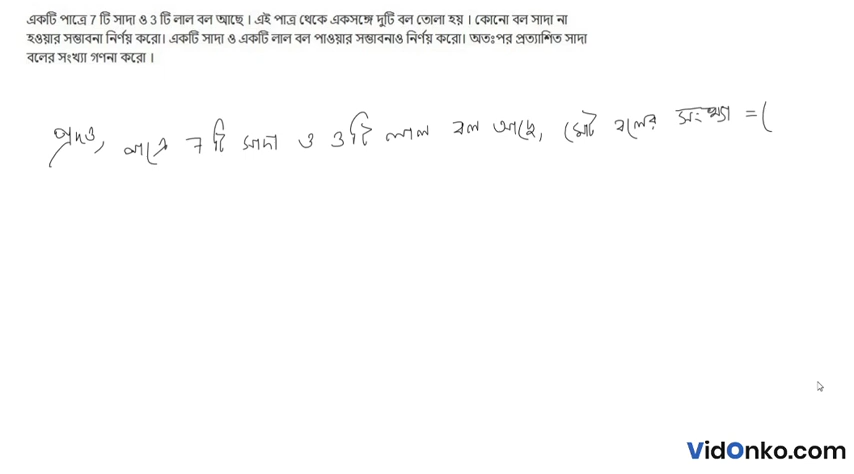 একটি পাত্রে 7 টি সাদা ও 3 টি লাল বল আছে । এই পাত্র থেকে একসঙ্গে দুটি বল তোলা হয় । কোনো বল সাদা না
হওয়ার সম্ভাবনা নির্ণয় করো। একটি সাদা ও একটি লাল বল পাওয়ার সম্ভাবনাও নির্ণয় করো। অতঃপর প্রত্যাশিত সাদা
বলের সংখ্যা গণনা করো ।
প্রদত্ত, পাত্রে 7 টি সাদা ও 3 টি লাল বল আছে, মোট বলের সংখ্যা = (
VidOnko.com